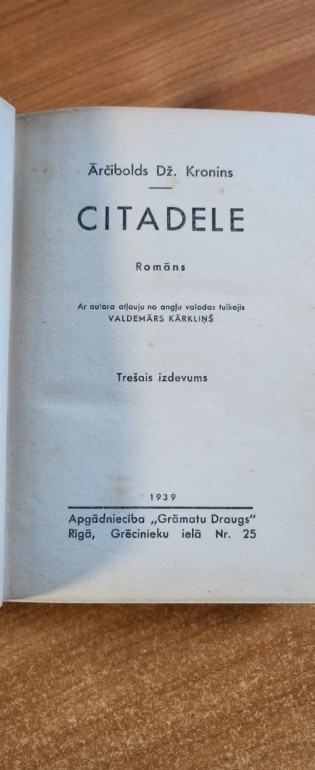 Ārčibolds Dž. Kronins
CITADELE
Romāns
Ar autora atļauju no angļu valodas tulkojis
VALDEMĀRS KĀRKLIŅŠ
Trešais izdevums
1939
Apgādniecība „Grāmatu Draugs"
Rīgā, Grēcinieku ielā Nr. 25